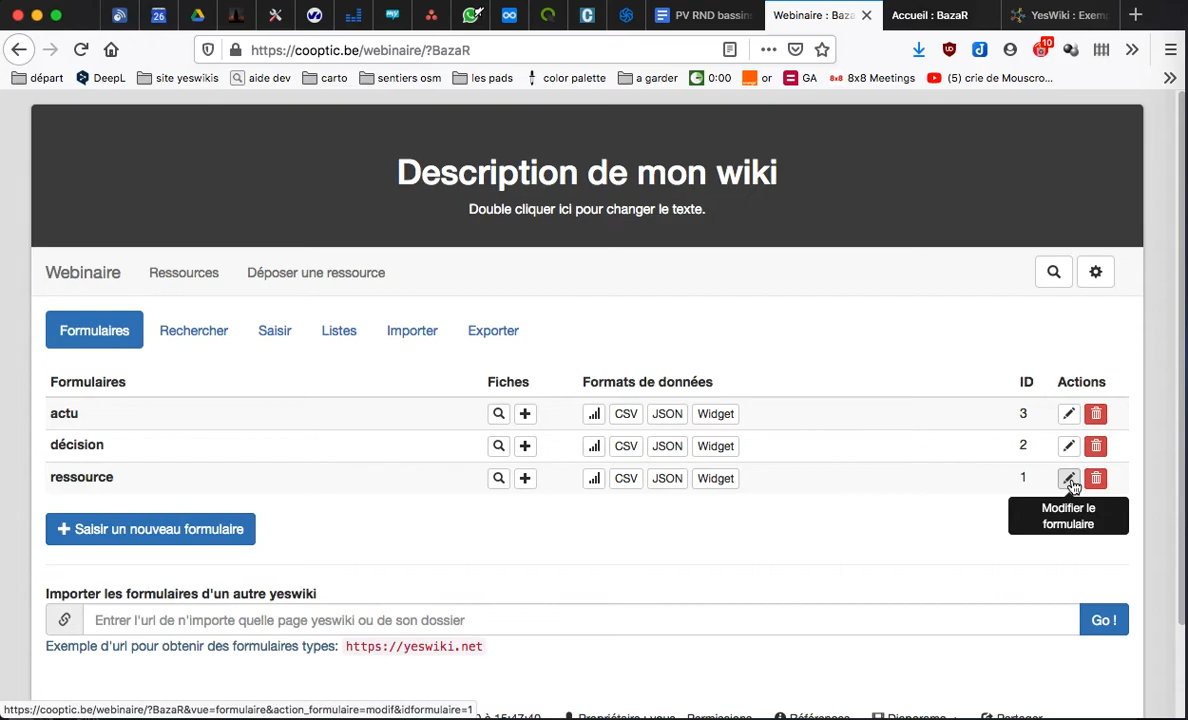 26
PV RND bassin
Webinaire : Baza
Accueil : BazaR
YesWiki : Exem
https://cooptic.be/webinaire/?BazaR
10
départ
DeepL
site yeswikis
aide dev
carto
sentiers osm
les pads
color palette
a garder
0:00
or
GA
8x8 8x8 Meetings
(5) crie de Mouscro...
Description de mon wiki
Double cliquer ici pour changer le texte.
Webinaire
Ressources
Déposer une ressource
Formulaires
Rechercher
Saisir
Listes
Importer
Exporter
Formulaires Fiches Formats de données ID Actions
actu CSV JSON Widget 3
décision CSV JSON Widget 2
ressource CSV JSON Widget 1
Modifier le
formulaire
Saisir un nouveau formulaire
Importer les formulaires d'un autre yeswiki
Entrer l'url de n'importe quelle page yeswiki ou de son dossier
Go !
Exemple d'url pour obtenir des formulaires types: https://yeswiki.net
https://cooptic.be/webinaire/?BazaR&vue=formulaire&action_formulaire=modif&idformulaire=1